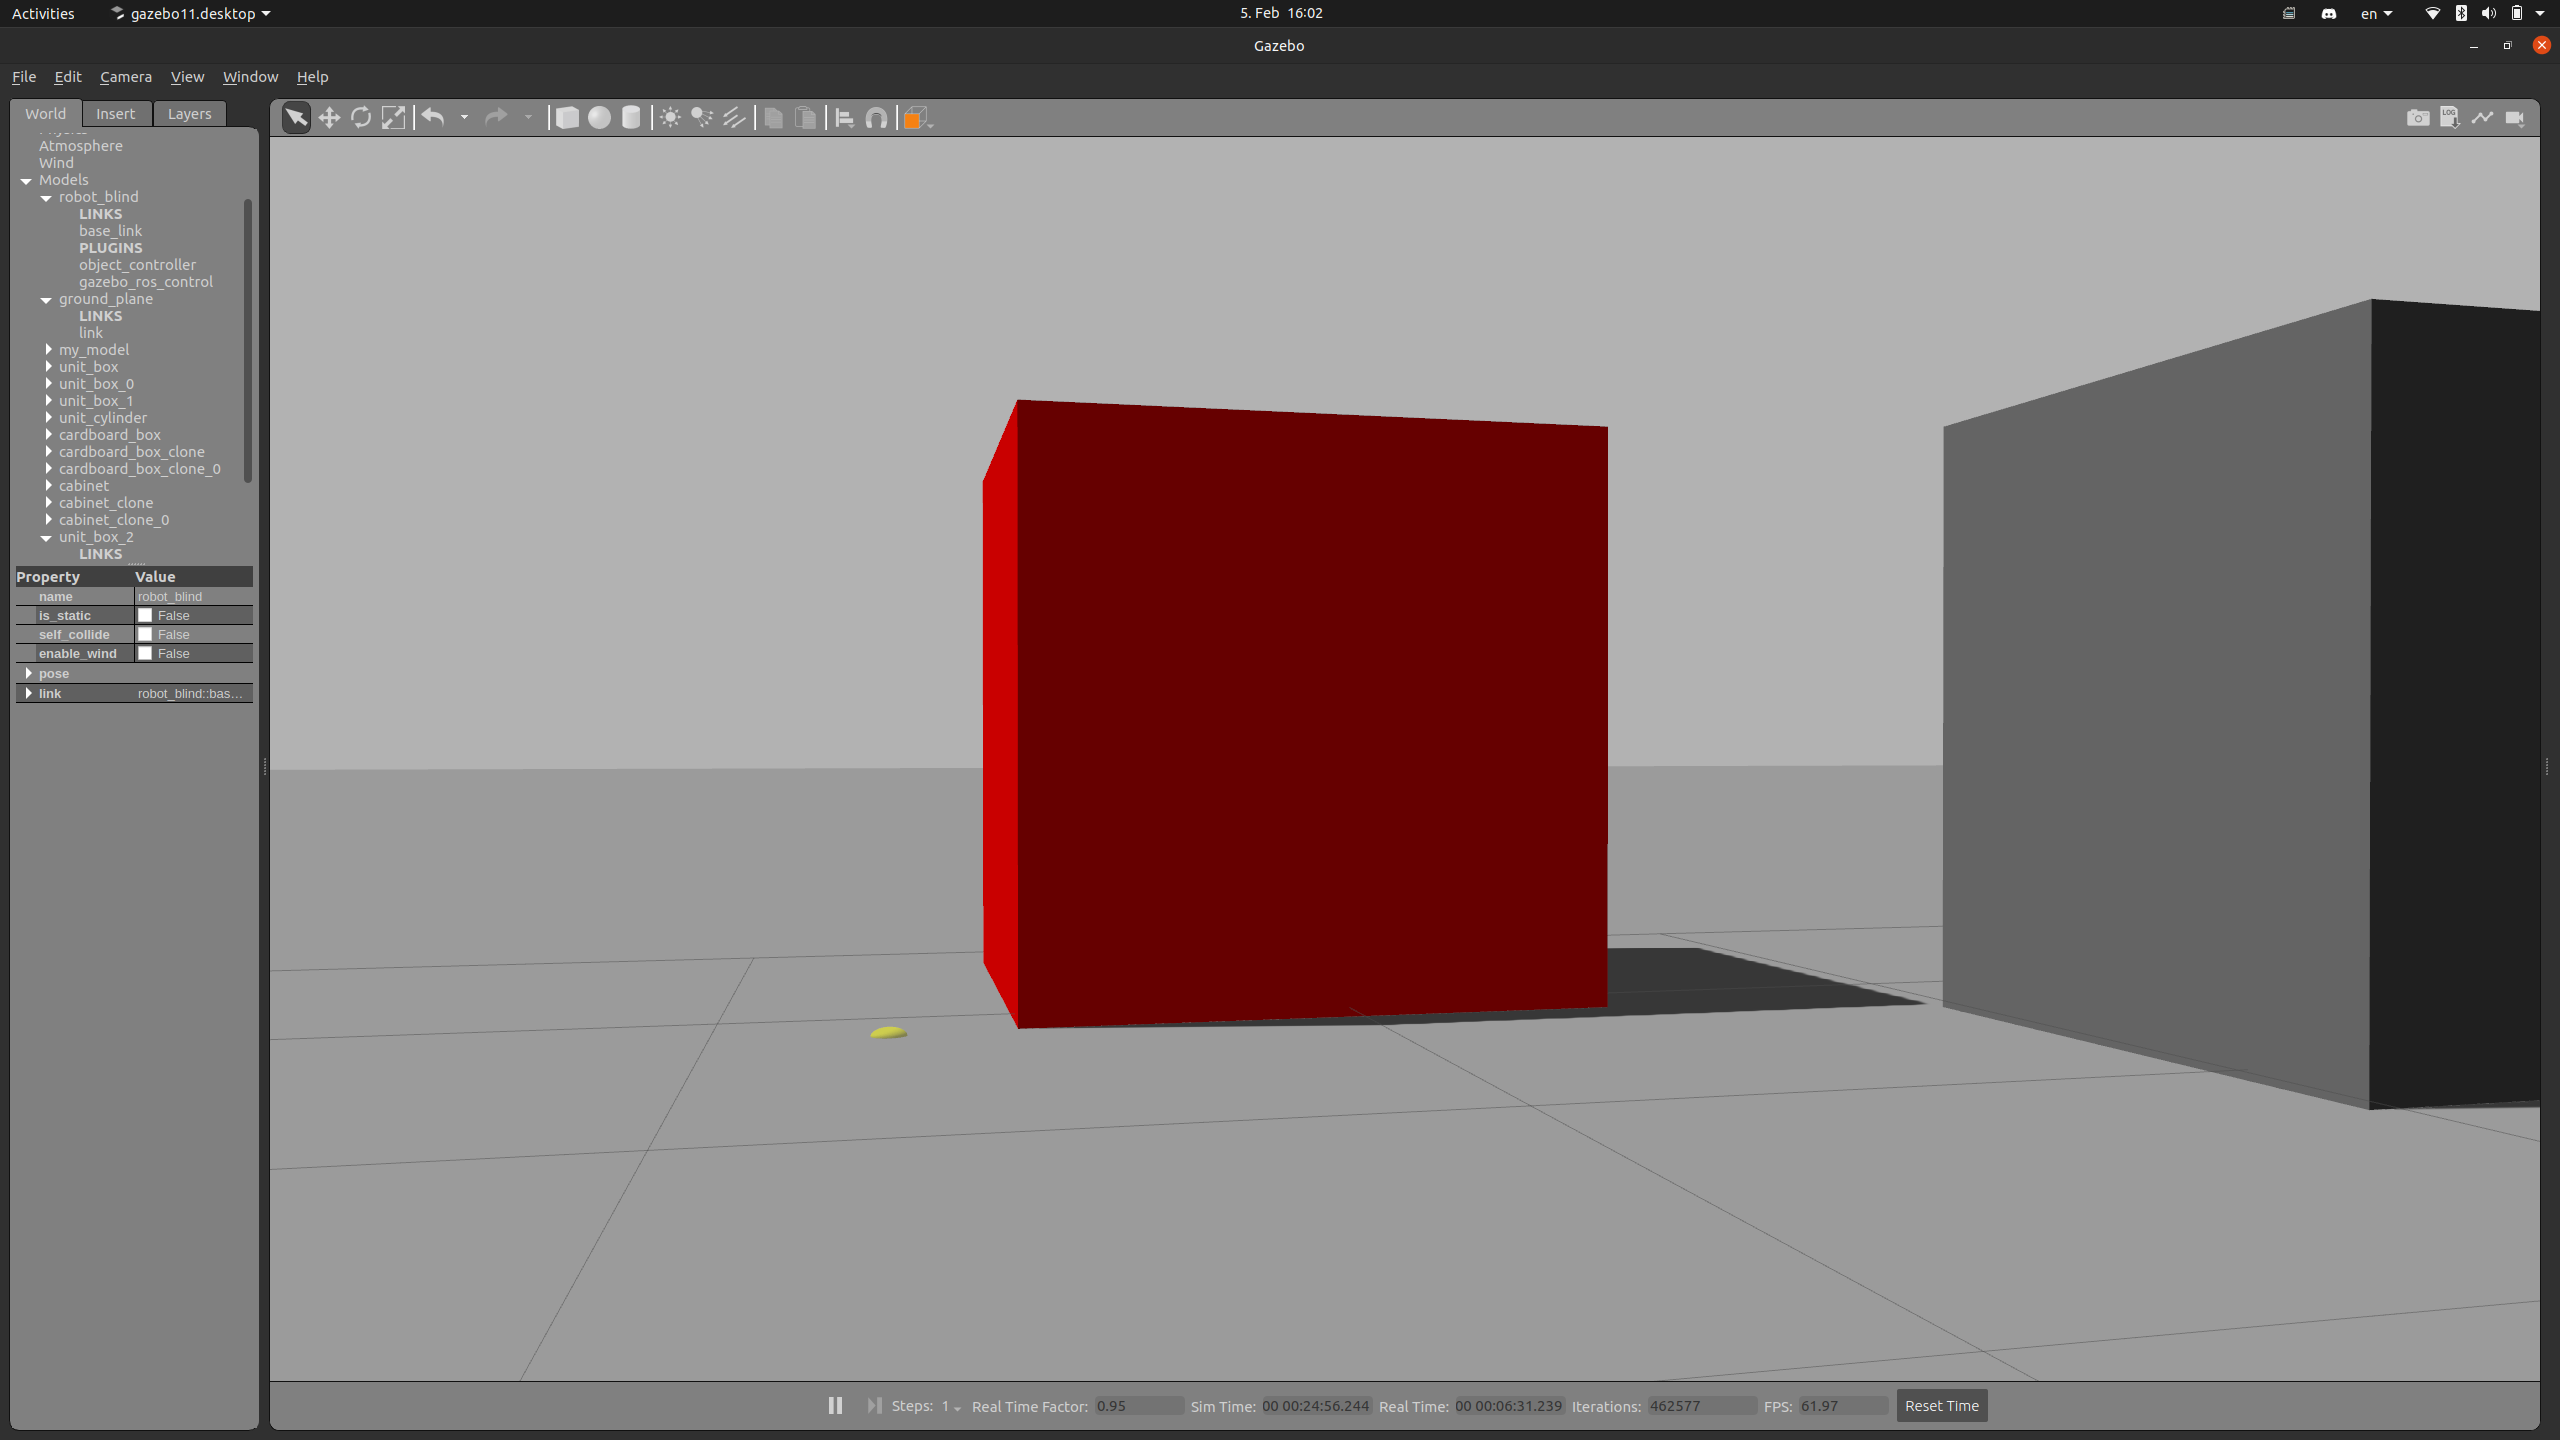 Activities
gazebo11.desktop
5. Feb 16:02
en
Gazebo
File Edit Camera View Window Help
World Insert Layers
Atmosphere
Wind
Models
robot_blind
LINKS
base_link
PLUGINS
object_controller
gazebo_ros_control
ground_plane
LINKS
link
my_model
unit_box
unit_box_0
unit_box_1
unit_cylinder
cardboard_box
cardboard_box_clone
cardboard_box_clone_0
cabinet
cabinet_clone
cabinet_clone_0
unit_box_2
LINKS
Property Value
name robot_blind
is_static False
self_collide False
enable_wind False
pose
link robot_blind::bas...
LOG
Steps: 1 Real Time Factor: 0.95 Sim Time: 00 00:24:56.244 Real Time: 00 00:06:31.239 Iterations: 462577 FPS: 61.97 Reset Time